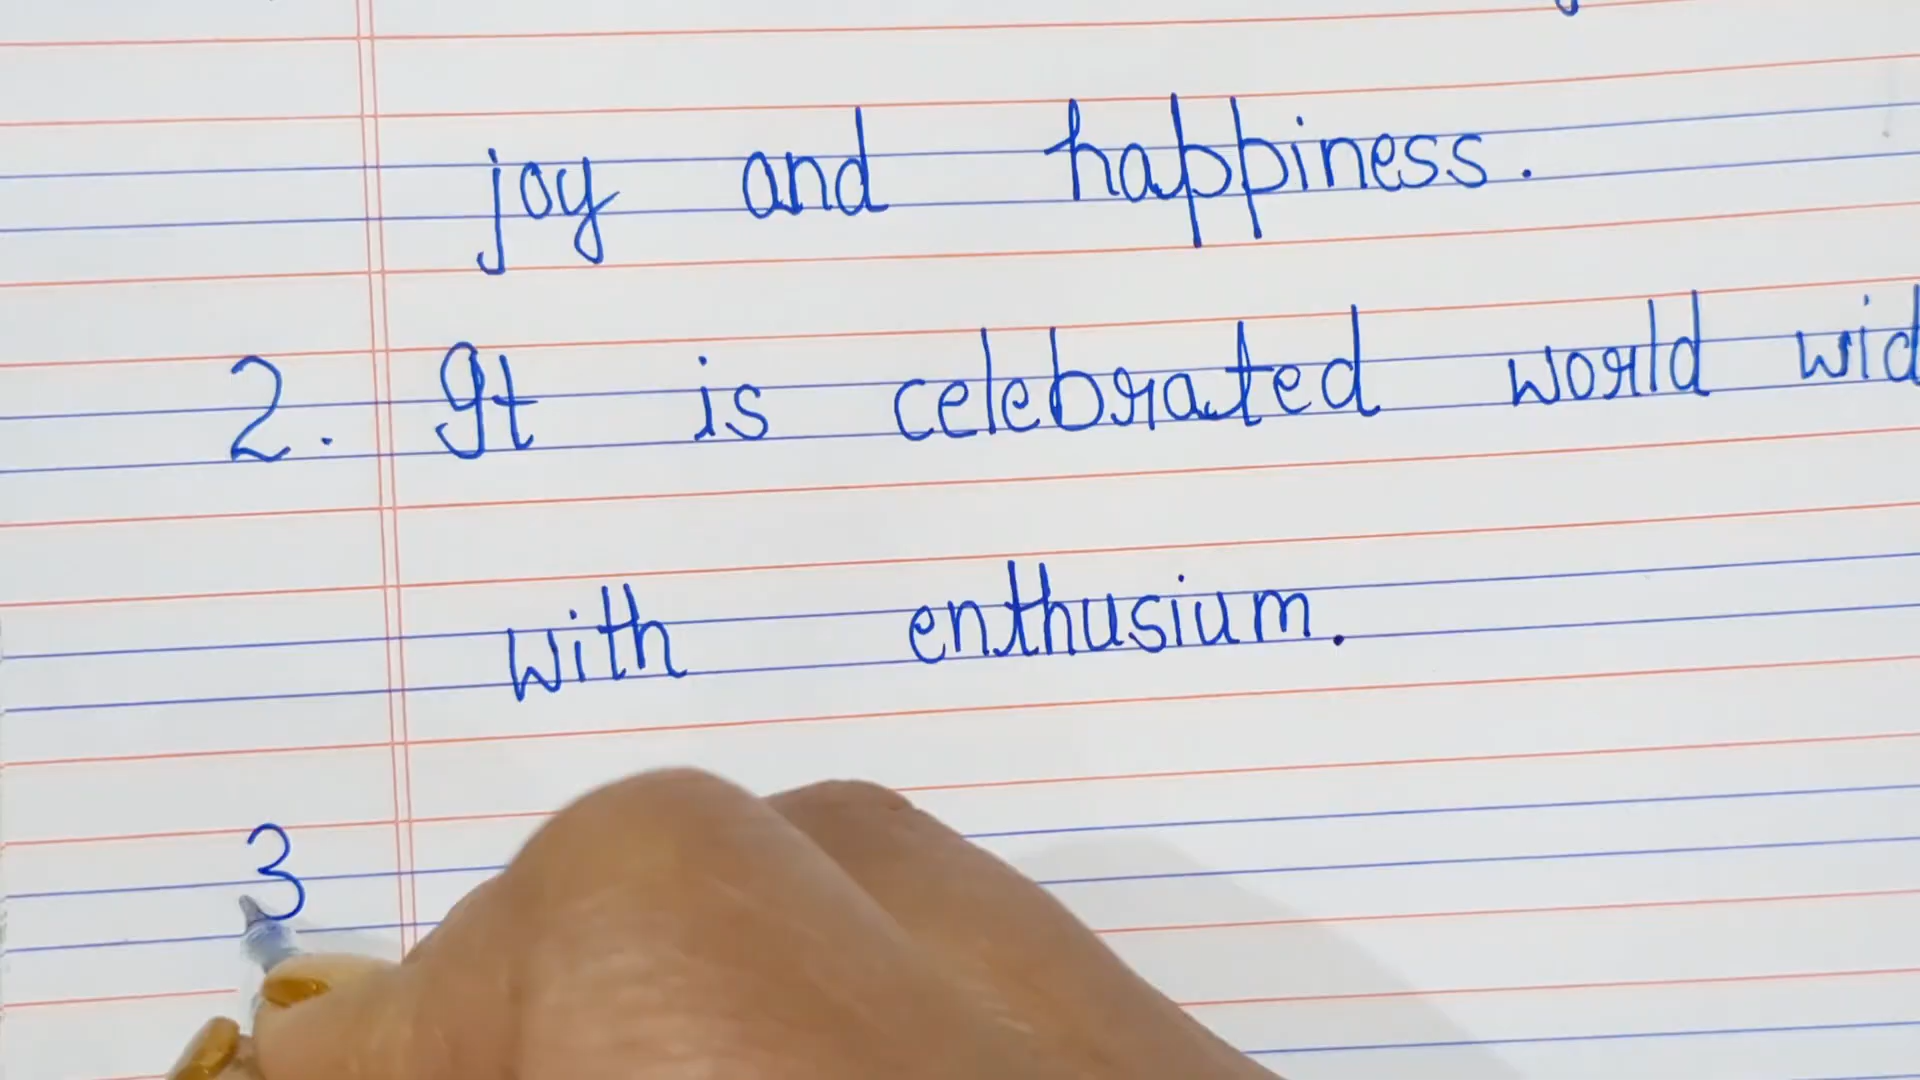 joy and happiness.
2. It is celebrated world wid
with enthusium.
3